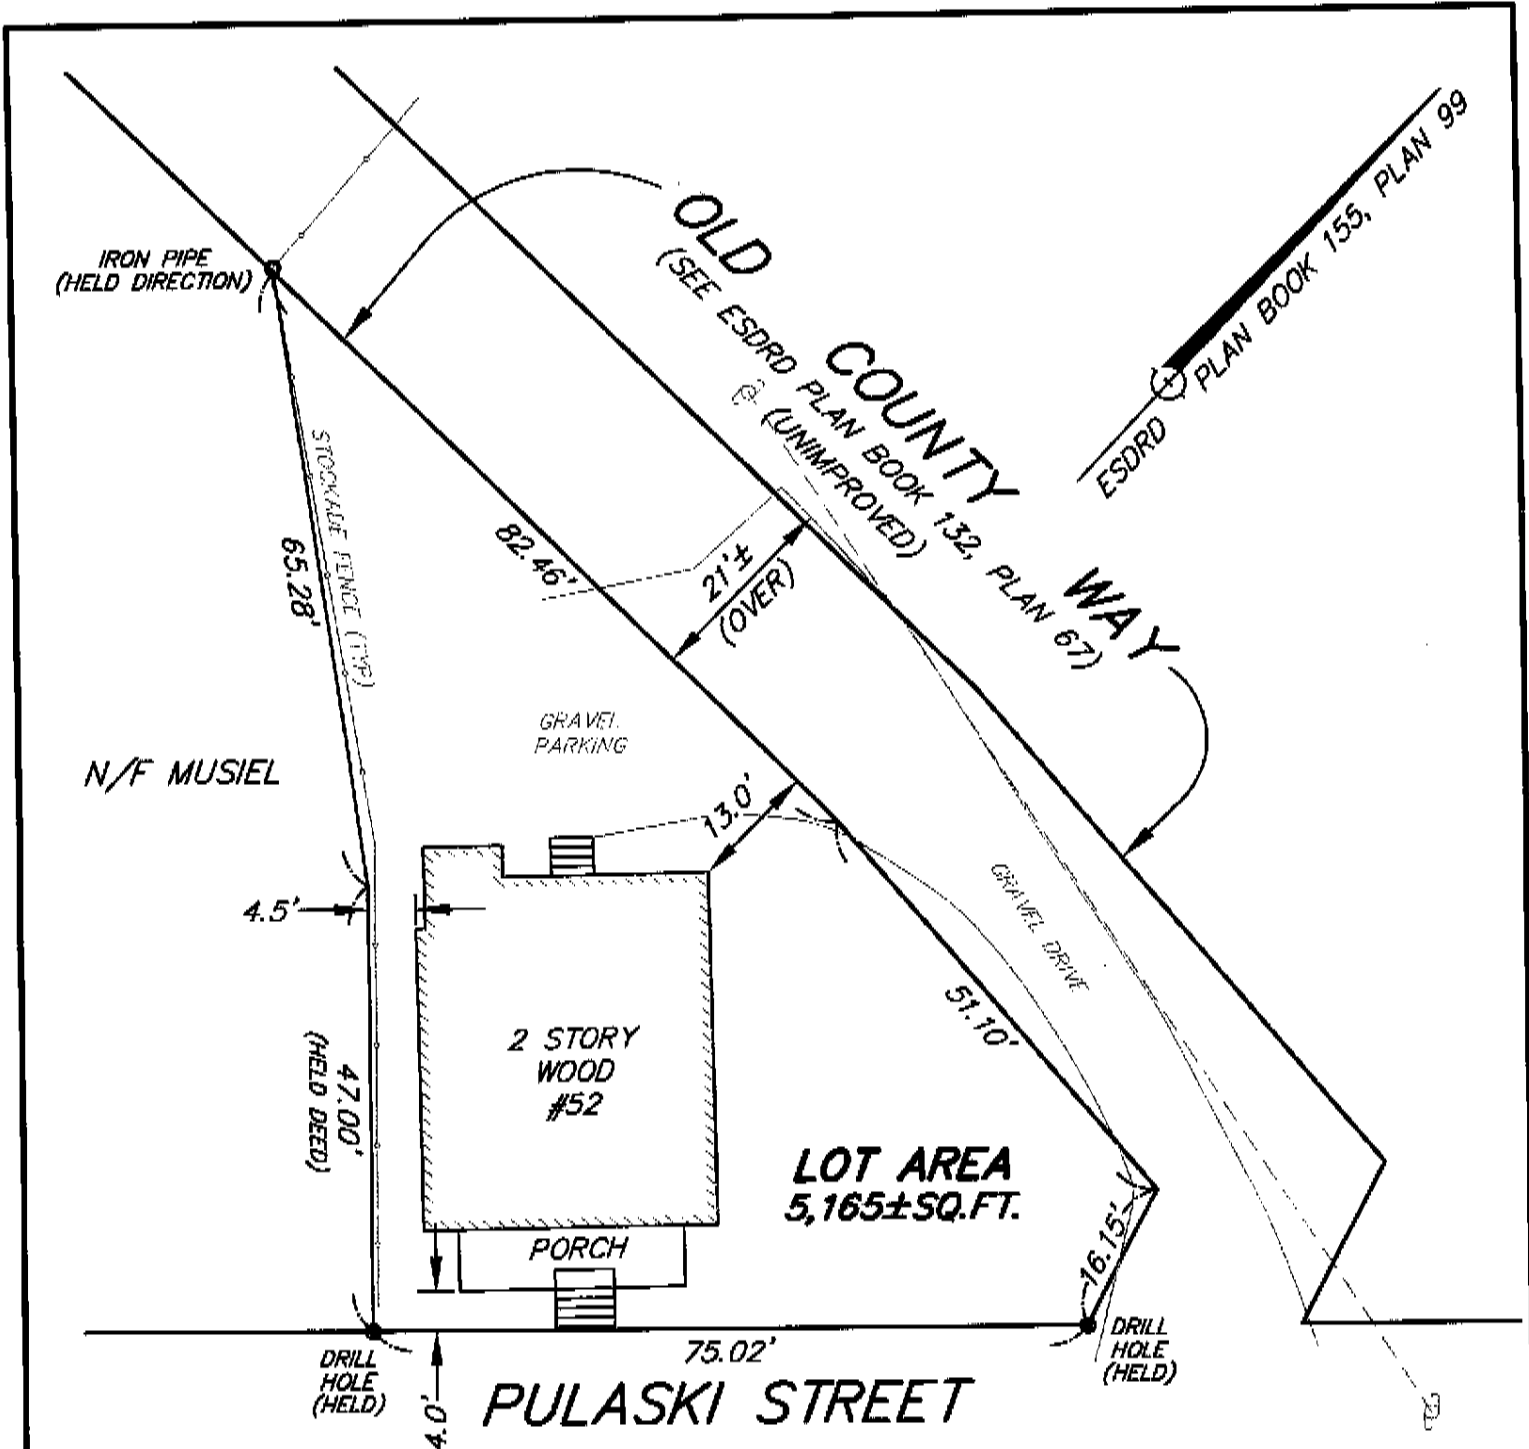 OLD
COUNTY
WAY
(SEE ESDRD PLAN BOOK 132, PLAN 67)
(UNIMPROVED)
ESDRD PLAN BOOK 155, PLAN 99
IRON PIPE
(HELD DIRECTION)
STOCKADE FENCE (TYP)
65.28'
82.46'
21'±
(OVER)
GRAVEL
PARKING
N/F MUSIEL
13.0'
GRAVEL DRIVE
4.5'
51.10'
2 STORY
WOOD
#52
47.00'
(HELD DEED)
LOT AREA
5,165±SQ.FT.
16.15'
PORCH
DRILL
HOLE
(HELD)
75.02'
DRILL
HOLE
(HELD)
4.0'
PULASKI STREET